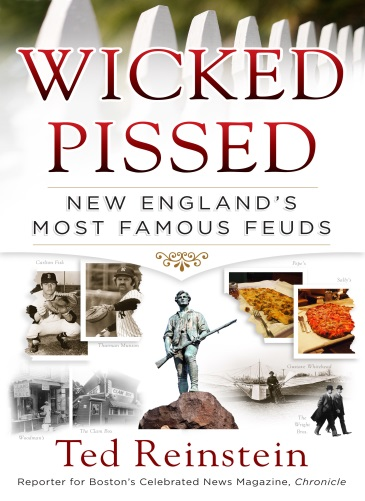 WICKED
PISSED
NEW ENGLAND'S
MOST FAMOUS FEUDS
Carlton Fisk
Thurman Munson
Pepe's
Sally's
Gustave Whitehead
The
Wright
Bros.
Woodman's
The Clam Box
Ted Reinstein
Reporter for Boston's Celebrated News Magazine, Chronicle